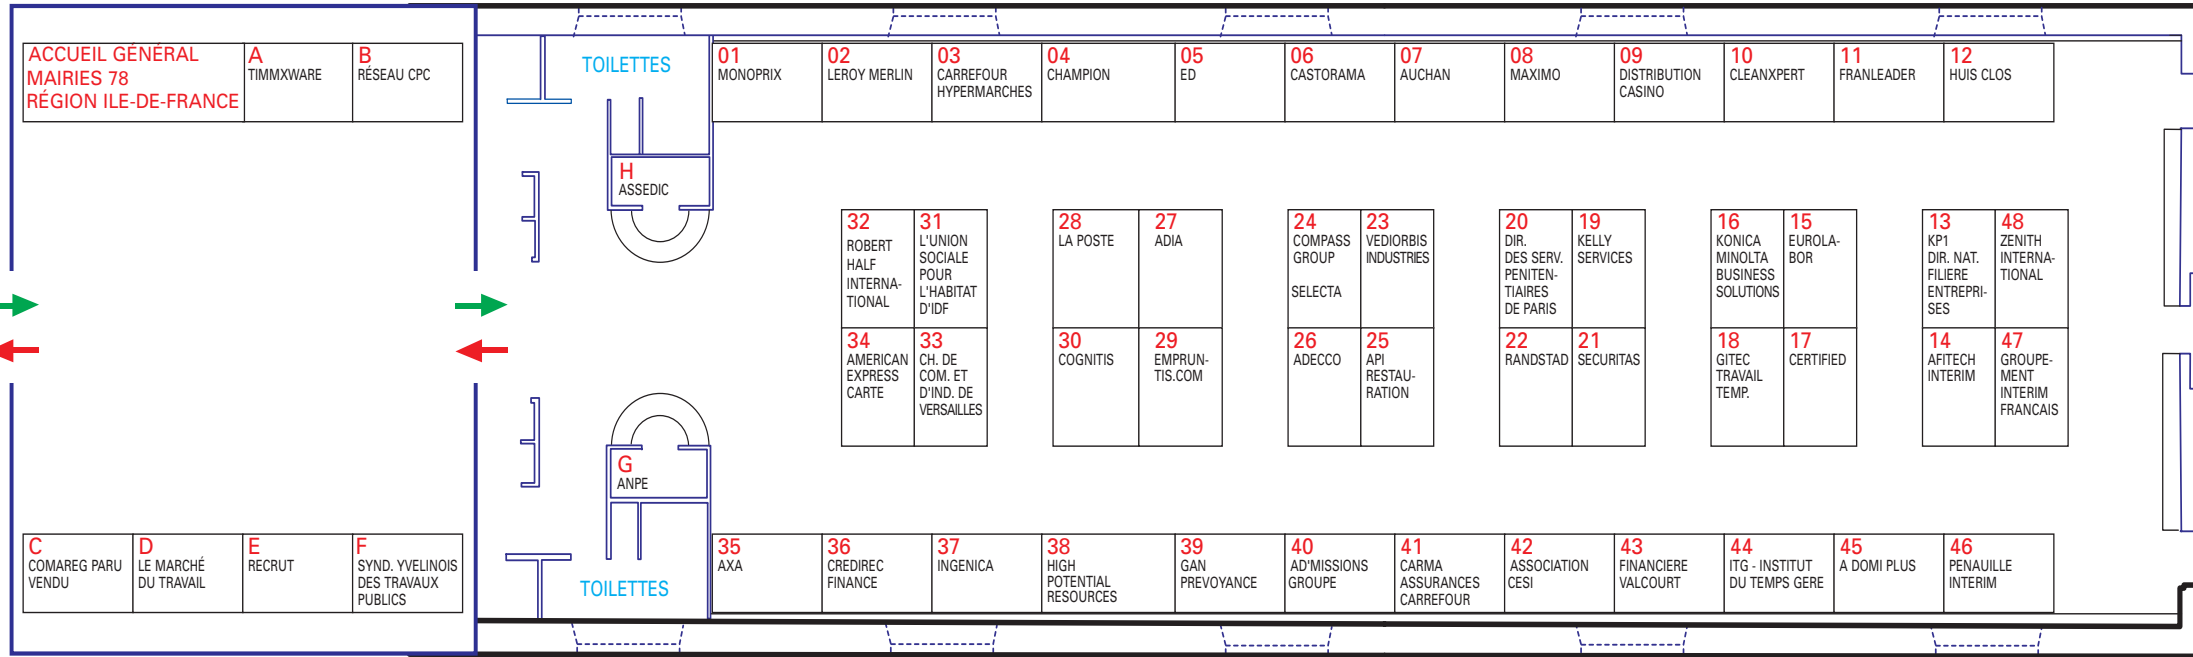 ACCUEIL GÉNÉRAL
MAIRIES 78
RÉGION ILE-DE-FRANCE
A
TIMMXWARE
B
RÉSEAU CPC
TOILETTES
01
MONOPRIX
02
LEROY MERLIN
03
CARREFOUR
HYPERMARCHES
04
CHAMPION
05
ED
06
CASTORAMA
07
AUCHAN
08
MAXIMO
09
DISTRIBUTION
CASINO
10
CLEANXPERT
11
FRANLEADER
12
HUIS CLOS
H
ASSEDIC
32
ROBERT
HALF
INTERNA-
TIONAL
31
L'UNION
SOCIALE
POUR
L'HABITAT
D'IDF
28
LA POSTE
27
ADIA
24
COMPASS
GROUP
SELECTA
23
VEDIORBIS
INDUSTRIES
20
DIR.
DES SERV.
PENITEN-
TIAIRES
DE PARIS
19
KELLY
SERVICES
16
KONICA
MINOLTA
BUSINESS
SOLUTIONS
15
EUROLA-
BOR
13
KP1
DIR. NAT.
FILIERE
ENTREPRI-
SES
48
ZENITH
INTERNA-
TIONAL
34
AMERICAN
EXPRESS
CARTE
33
CH. DE
COM. ET
D'IND. DE
VERSAILLES
30
COGNITIS
29
EMPRUN-
TIS.COM
26
ADECCO
25
API
RESTAU-
RATION
22
RANDSTAD
21
SECURITAS
18
GITEC
TRAVAIL
TEMP.
17
CERTIFIED
14
AFITECH
INTERIM
47
GROUPE-
MENT
INTERIM
FRANCAIS
G
ANPE
C
COMAREG PARU
VENDU
D
LE MARCHÉ
DU TRAVAIL
E
RECRUT
F
SYND. YVELINOIS
DES TRAVAUX
PUBLICS
TOILETTES
35
AXA
36
CREDIREC
FINANCE
37
INGENICA
38
HIGH
POTENTIAL
RESOURCES
39
GAN
PREVOYANCE
40
AD'MISSIONS
GROUPE
41
CARMA
ASSURANCES
CARREFOUR
42
ASSOCIATION
CESI
43
FINANCIERE
VALCOURT
44
ITG - INSTITUT
DU TEMPS GERE
45
A DOMI PLUS
46
PENAUILLE
INTERIM